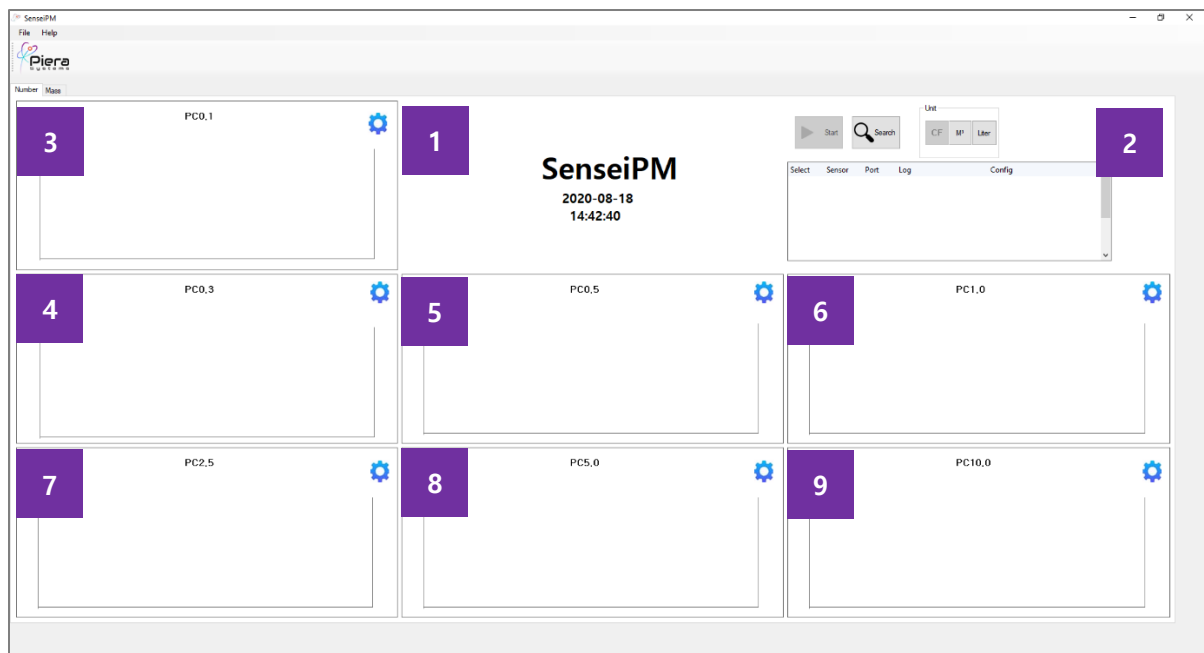 SenseiPM
File Help
Piera
Systems
Number Mass
3 PC0,1
1
SenseiPM
2020-08-18
14:42:40
Start Search
Unit
CF M³ Liter
2
Select Sensor Port Log Config
4 PC0,3
5 PC0,5
6 PC1,0
7 PC2,5
8 PC5,0
9 PC10,0